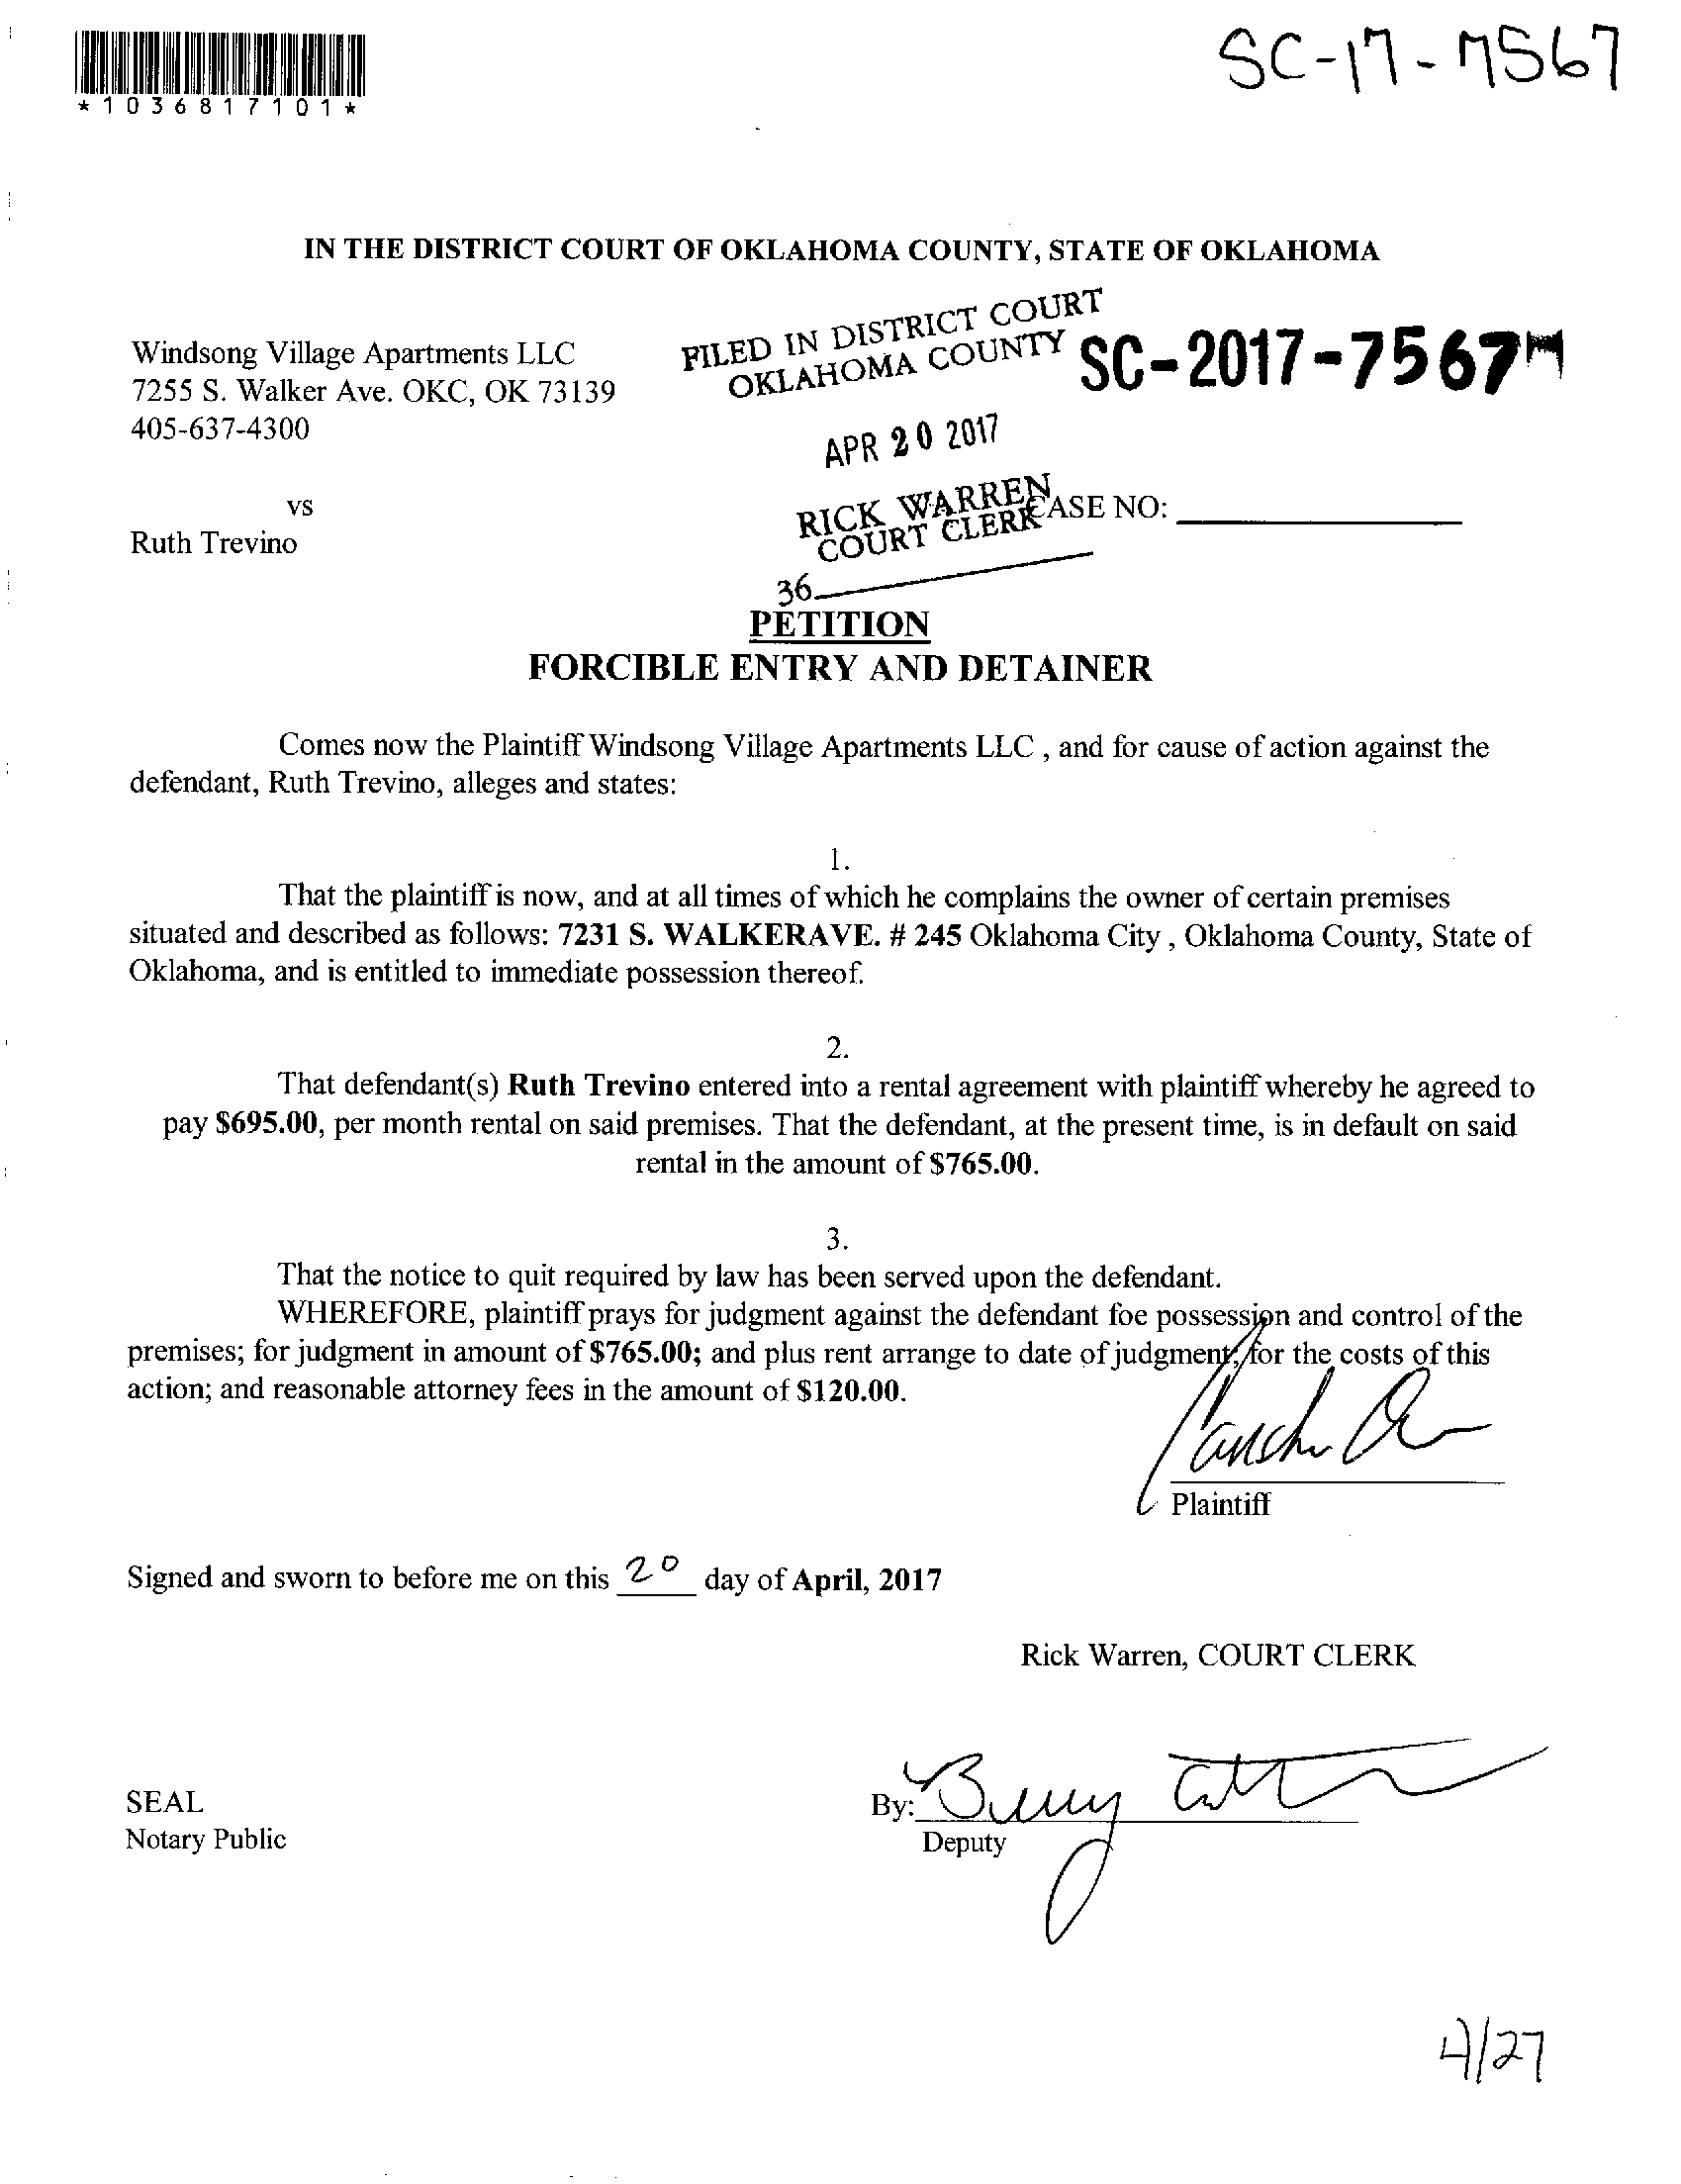 SC-17-7567
*1036817101*
IN THE DISTRICT COURT OF OKLAHOMA COUNTY, STATE OF OKLAHOMA
FILED IN DISTRICT COURT
OKLAHOMA COUNTY
SC-2017-7567
Windsong Village Apartments LLC
7255 S. Walker Ave. OKC, OK 73139
405-637-4300
APR 20 2017
vs
RICK WARREN
COURT CLERK
CASE NO:
Ruth Trevino
36
PETITION
FORCIBLE ENTRY AND DETAINER
Comes now the Plaintiff Windsong Village Apartments LLC , and for cause of action against the
defendant, Ruth Trevino, alleges and states:
1.
That the plaintiff is now, and at all times of which he complains the owner of certain premises
situated and described as follows: 7231 S. WALKERAVE. # 245 Oklahoma City , Oklahoma County, State of
Oklahoma, and is entitled to immediate possession thereof.
2.
That defendant(s) Ruth Trevino entered into a rental agreement with plaintiff whereby he agreed to
pay $695.00, per month rental on said premises. That the defendant, at the present time, is in default on said
rental in the amount of $765.00.
3.
That the notice to quit required by law has been served upon the defendant.
WHEREFORE, plaintiff prays for judgment against the defendant foe possession and control of the
premises; for judgment in amount of $765.00; and plus rent arrange to date of judgment; for the costs of this
action; and reasonable attorney fees in the amount of $120.00.
Plaintiff
Signed and sworn to before me on this 20 day of April, 2017
Rick Warren, COURT CLERK
SEAL
By:
Notary Public
Deputy
4/27